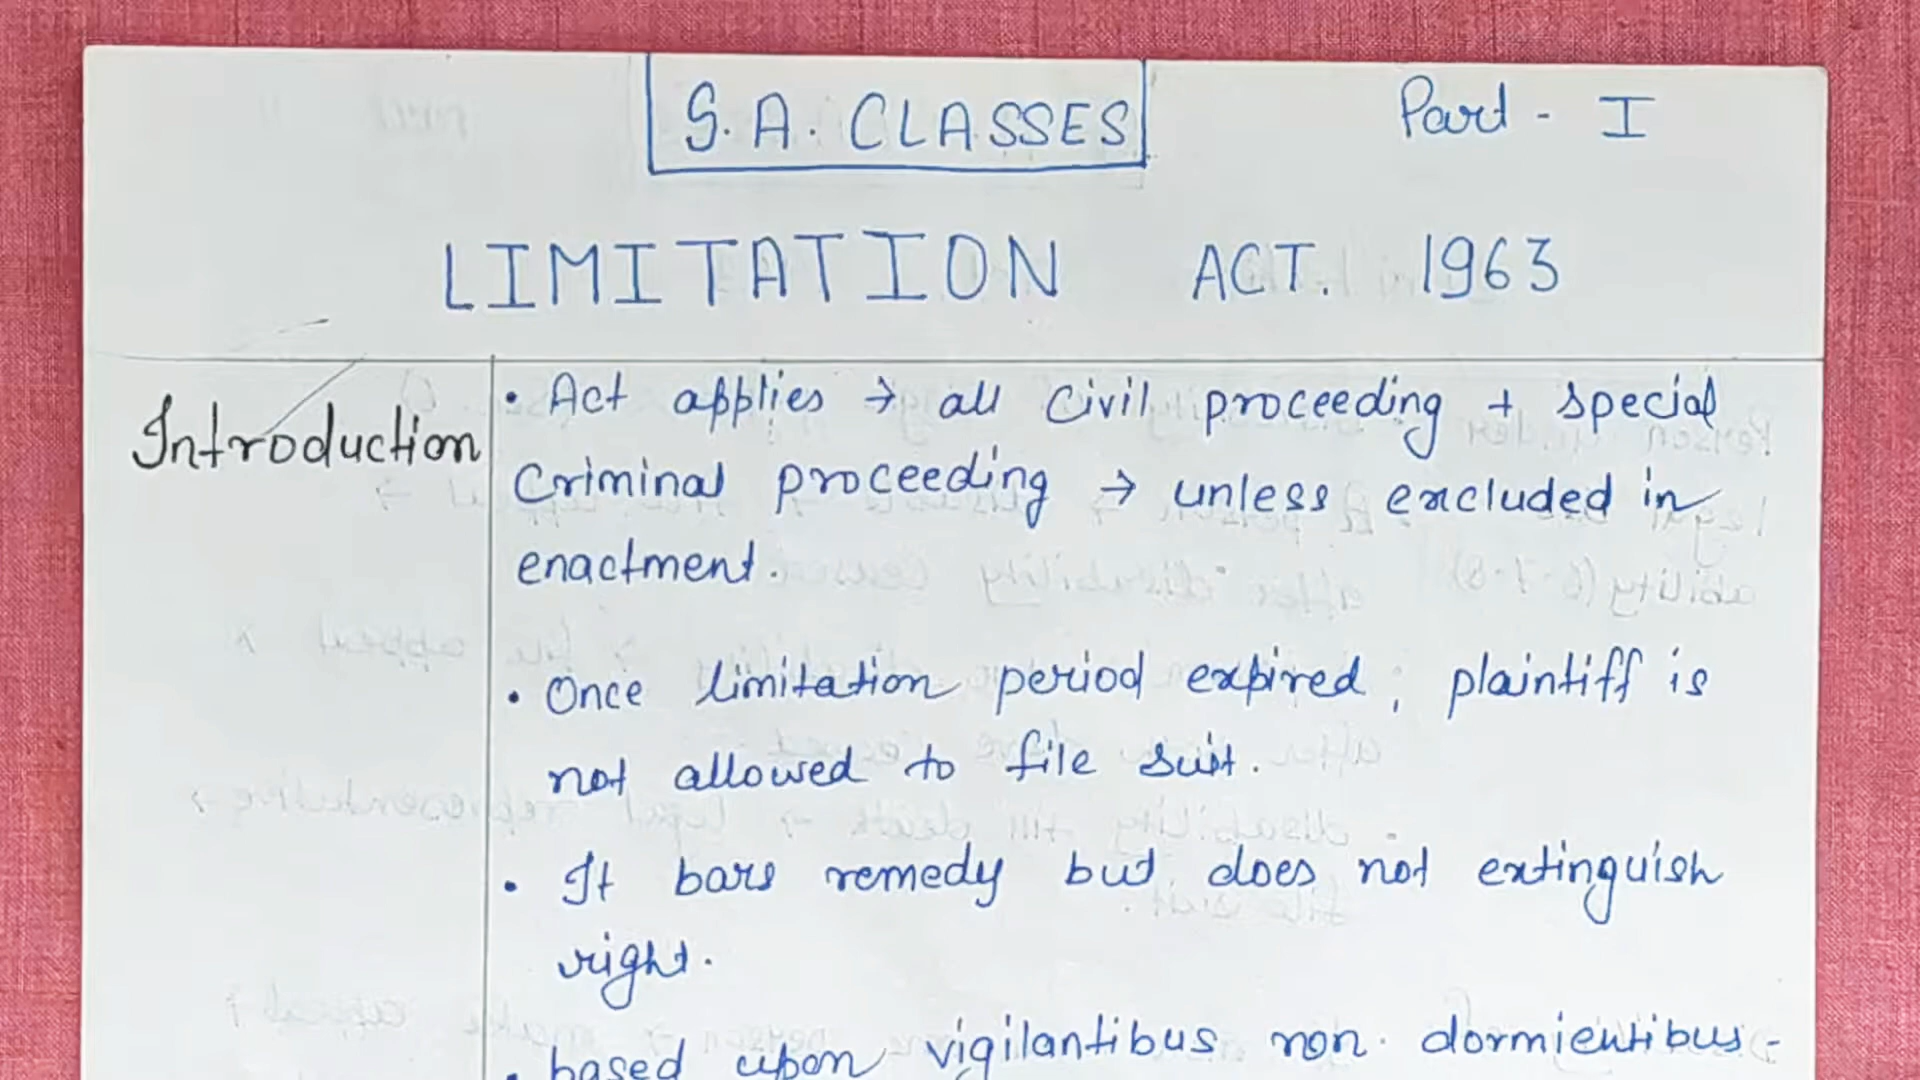 S.A. CLASSES
Part - I
LIMITATION ACT. 1963
Introduction
• Act applies → all Civil proceeding + special
Criminal proceeding → unless excluded in
enactment.
• Once limitation period expired; plaintiff is
not allowed to file suit.
• It bars remedy but does not extinguish
right.
• based upon vigilantibus non dormientibus -